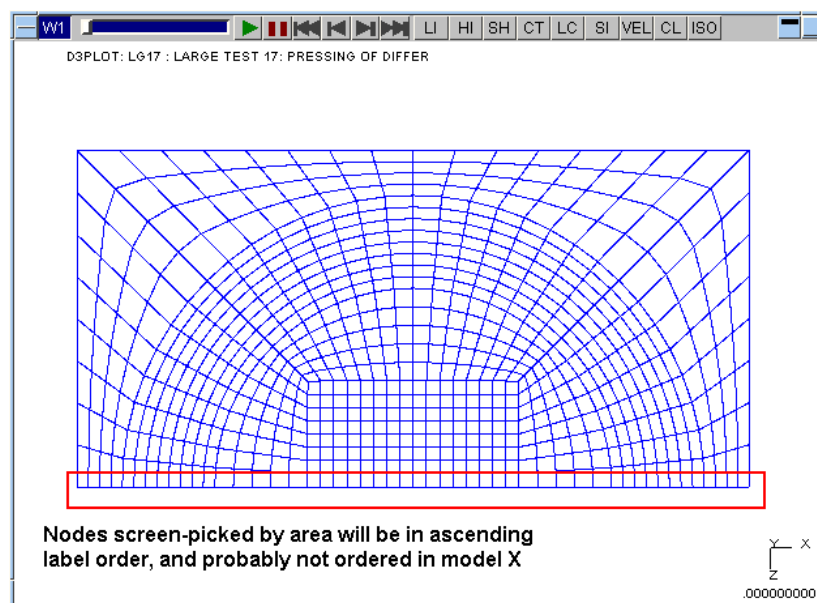 W1 LI HI SH CT LC SI VEL CL ISO
D3PLOT: LG17 : LARGE TEST 17: PRESSING OF DIFFER
Nodes screen-picked by area will be in ascending
label order, and probably not ordered in model X
Y X
Z
.000000000